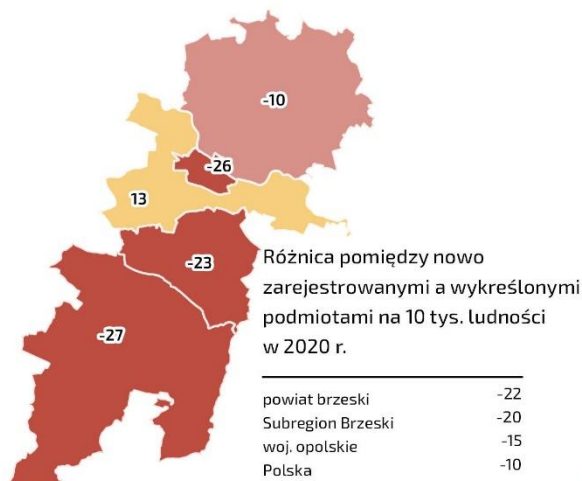 -10
-26
13
-23
-27
Różnica pomiędzy nowo
zarejestrowanymi a wykreślonymi
podmiotami na 10 tys. ludności
w 2020 r.
powiat brzeski -22
Subregion Brzeski -20
woj. opolskie -15
Polska -10